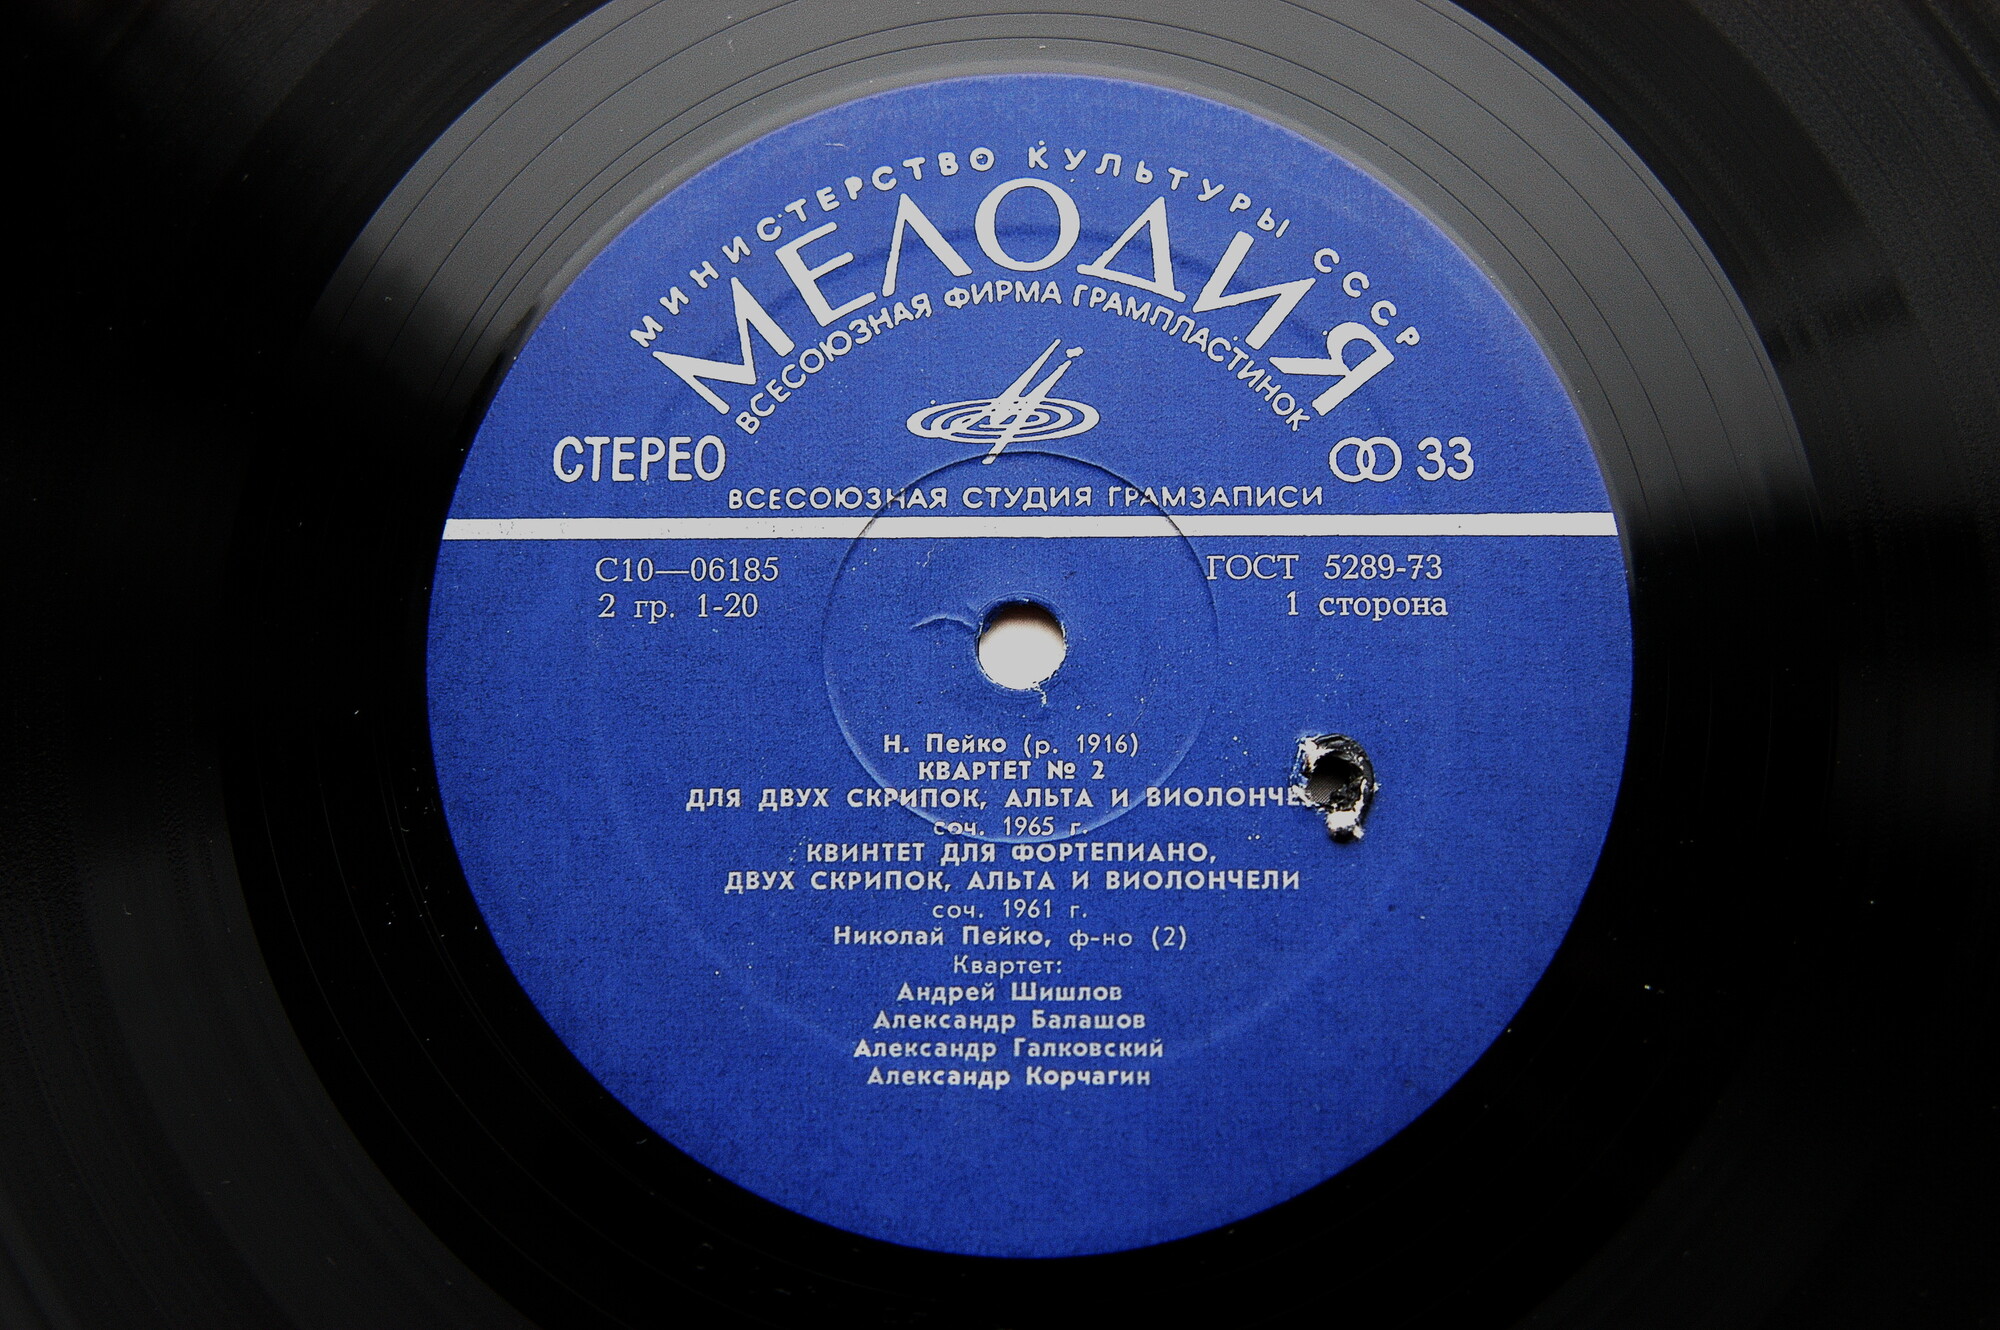 МИНИСТЕРСТВО КУЛЬТУРЫ СССР
МЕЛОДИЯ
ВСЕСОЮЗНАЯ ФИРМА ГРАМПЛАСТИНОК
СТЕРЕО
33
ВСЕСОЮЗНАЯ СТУДИЯ ГРАМЗАПИСИ
С10—06185
ГОСТ 5289-73
2 гр. 1-20
1 сторона
Н. Пейко (р. 1916)
КВАРТЕТ № 2
ДЛЯ ДВУХ СКРИПОК, АЛЬТА И
соч. 1965 г.
КВИНТЕТ ДЛЯ ФОРТЕПИАНО,
ДВУХ СКРИПОК, АЛЬТА И ВИОЛОНЧЕЛИ
соч. 1961 г.
Николай Пейко, ф-но (2)
Квартет:
Андрей Шишлов
Александр Балашов
Александр Галковский
Александр Корчагин